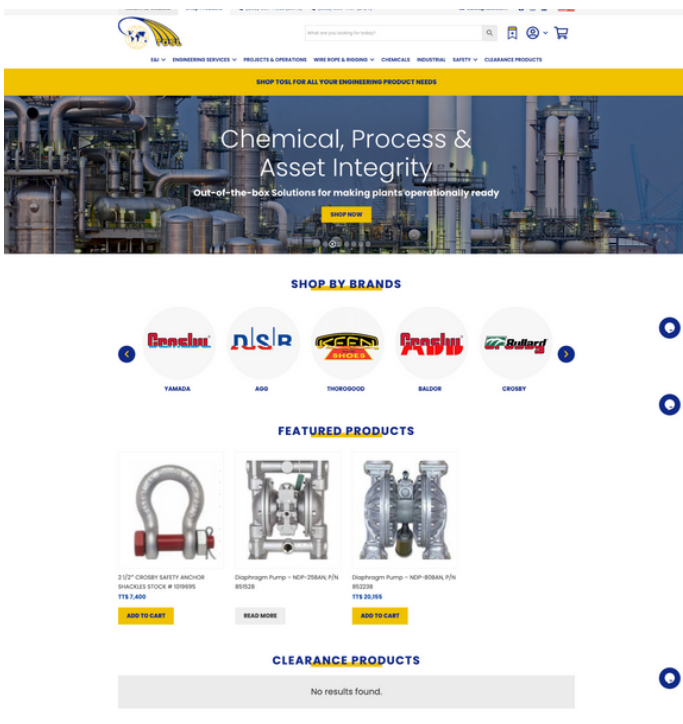 TOSL
What are you looking for today?
E&I ENGINEERING SERVICES PROJECTS & OPERATIONS WIRE ROPE & RIGGING CHEMICALS INDUSTRIAL SAFETY CLEARANCE PRODUCTS
SHOP TOSL FOR ALL YOUR ENGINEERING PRODUCT NEEDS
Chemical, Process &
Asset Integrity
Out-of-the-box Solutions for making plants operationally ready
SHOP NOW
SHOP BY BRANDS
KEEN
SHOES
Bullard
YAMADA AGG THOROGOOD BALDOR CROSBY
FEATURED PRODUCTS
2 1/2" CROSBY SAFETY ANCHOR
SHACKLES STOCK # 1019695
TT$ 7,400
ADD TO CART
Diaphragm Pump – NDP-25BAN, P/N
851528
READ MORE
Diaphragm Pump – NDP-80BAN, P/N
852238
TT$ 20,155
ADD TO CART
CLEARANCE PRODUCTS
No results found.